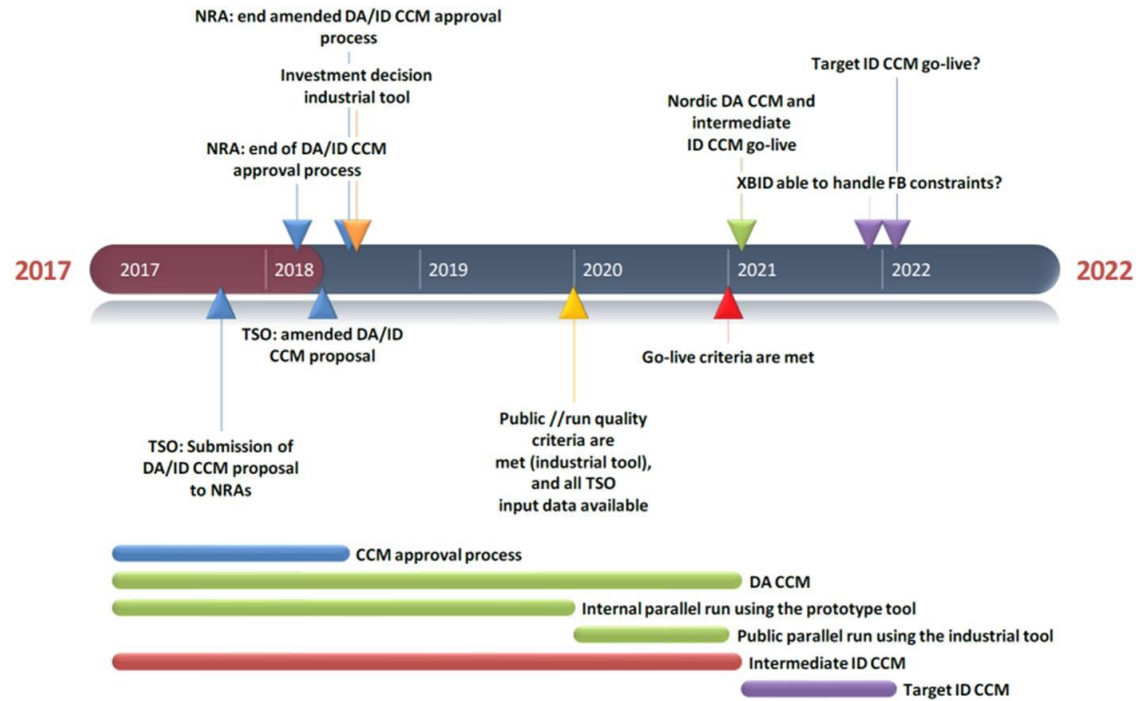 NRA: end amended DA/ID CCM approval
process
Investment decision
industrial tool
NRA: end of DA/ID CCM
approval process
Target ID CCM go-live?
Nordic DA CCM and
intermediate
ID CCM go-live
XBID able to handle FB constraints?
2017
2017
2018
2019
2020
2021
2022
2022
TSO: amended DA/ID
CCM proposal
Go-live criteria are met
TSO: Submission of
DA/ID CCM proposal
to NRAs
Public //run quality
criteria are
met (industrial tool),
and all TSO
input data available
CCM approval process
DA CCM
Internal parallel run using the prototype tool
Public parallel run using the industrial tool
Intermediate ID CCM
Target ID CCM